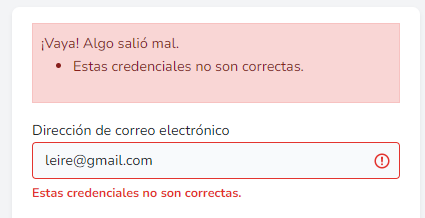 ¡Vaya! Algo salió mal.
• Estas credenciales no son correctas.
Dirección de correo electrónico
leire@gmail.com
Estas credenciales no son correctas.